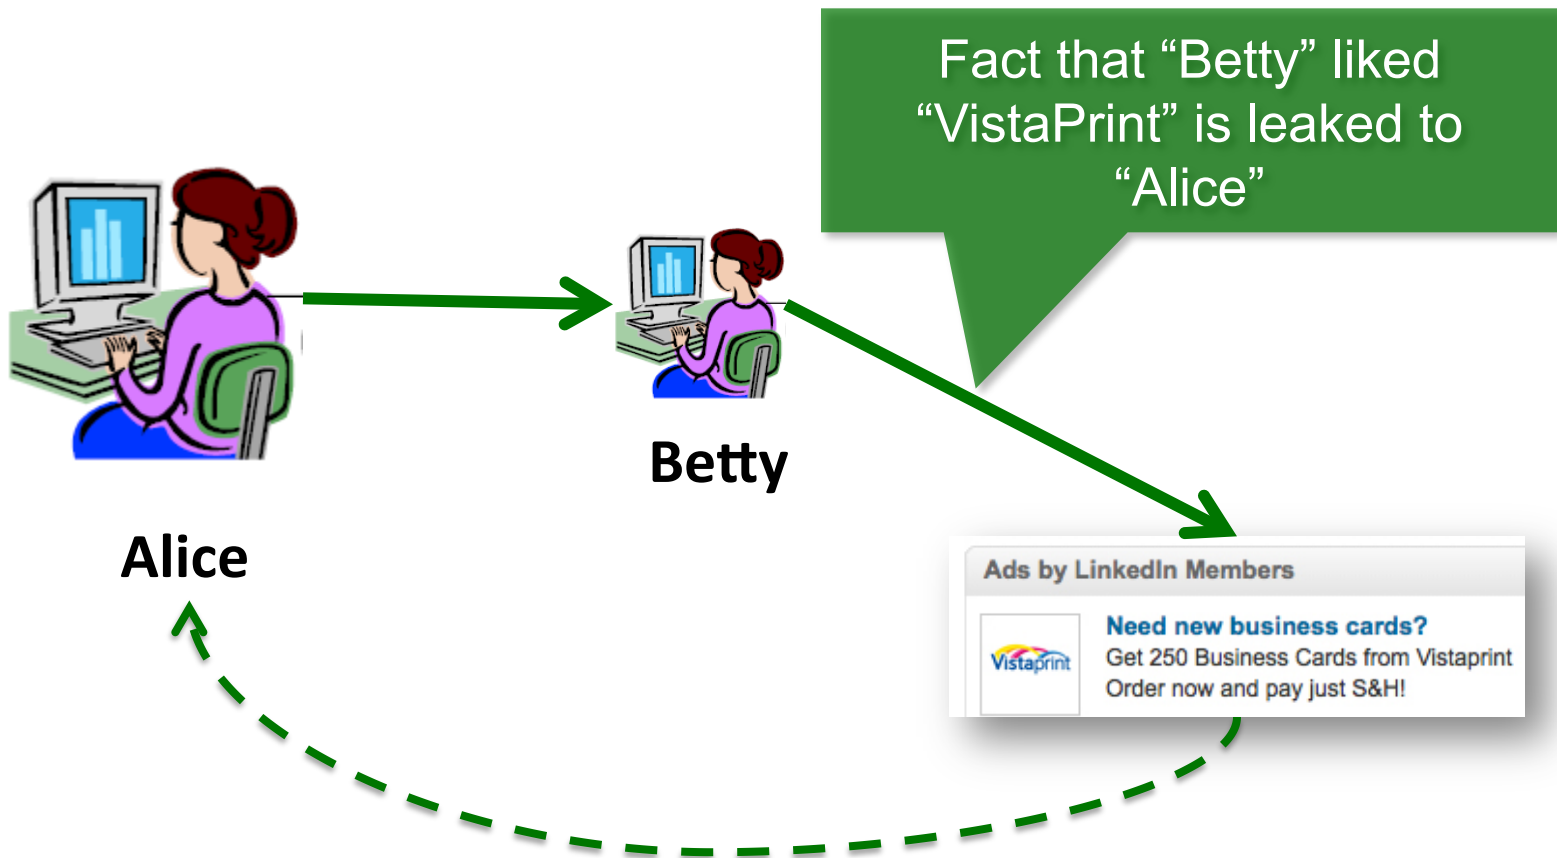 Fact that “Betty” liked
“VistaPrint” is leaked to
“Alice”
Betty
Alice
Ads by LinkedIn Members
Need new business cards?
Vistaprint
Get 250 Business Cards from Vistaprint
Order now and pay just S&H!